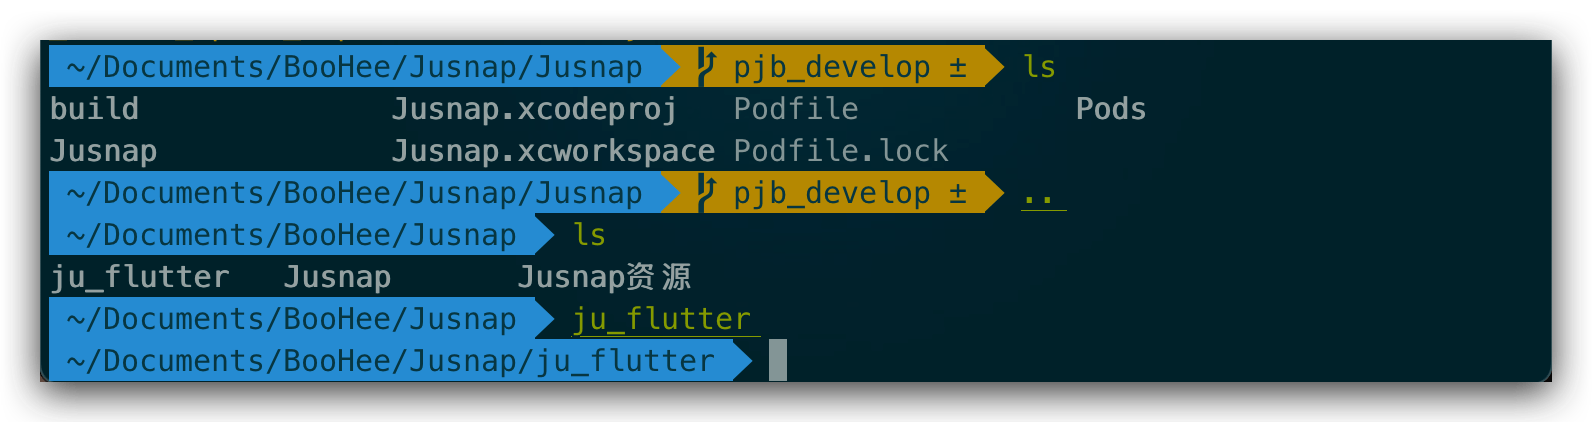 ~/Documents/BooHee/Jusnap/Jusnap pjb_develop ± ls
build Jusnap.xcodeproj Podfile Pods
Jusnap Jusnap.xcworkspace Podfile.lock
~/Documents/BooHee/Jusnap/Jusnap pjb_develop ± ..
~/Documents/BooHee/Jusnap ls
ju_flutter Jusnap Jusnap资源
~/Documents/BooHee/Jusnap ju_flutter
~/Documents/BooHee/Jusnap/ju_flutter